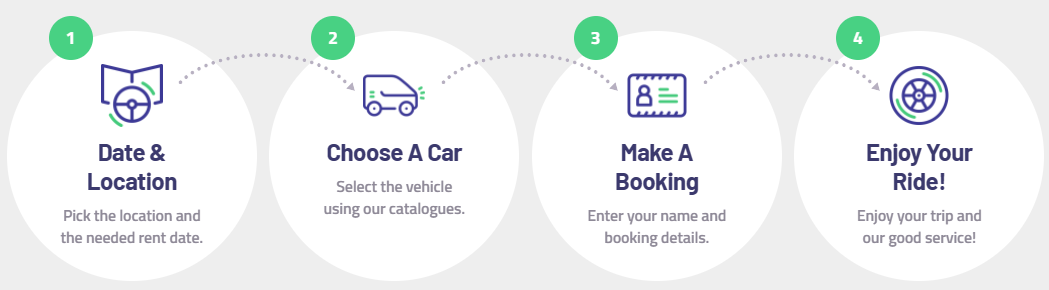 1
Date &
Location
Pick the location and
the needed rent date.
2
Choose A Car
Select the vehicle
using our catalogues.
3
Make A
Booking
Enter your name and
booking details.
4
Enjoy Your
Ride!
Enjoy your trip and
our good service!